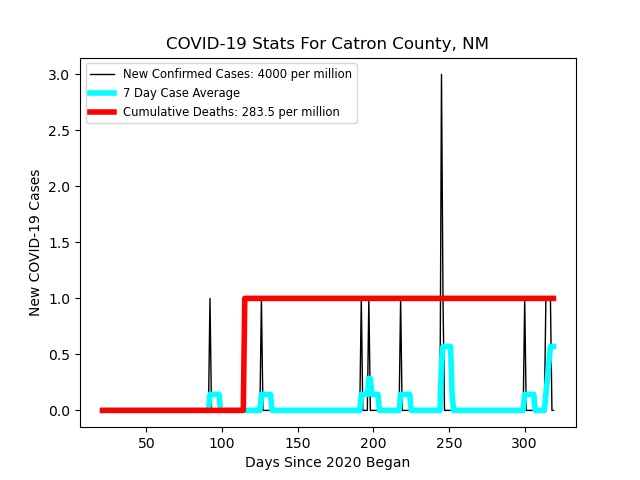 COVID-19 Stats For Catron County, NM
New Confirmed Cases: 4000 per million
7 Day Case Average
Cumulative Deaths: 283.5 per million
New COVID-19 Cases
3.0
2.5
2.0
1.5
1.0
0.5
0.0
50 100 150 200 250 300
Days Since 2020 Began